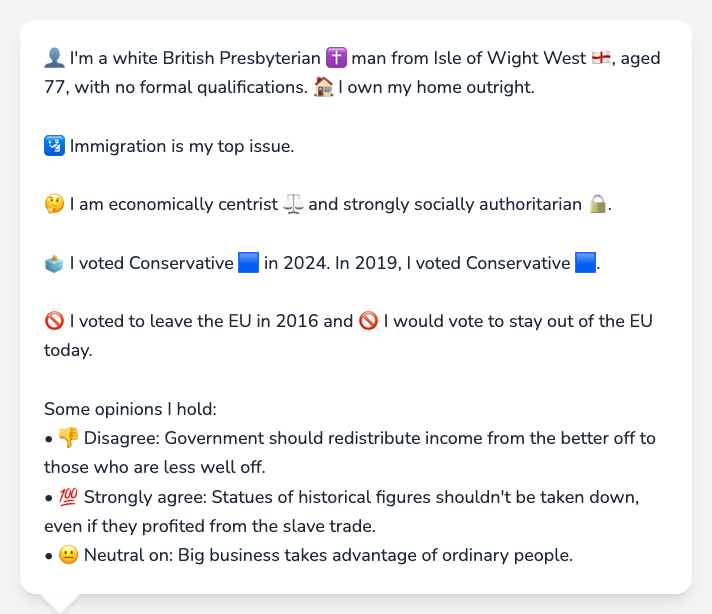 👤 I'm a white British Presbyterian ✝️ man from Isle of Wight West 🏴󠁧󠁢󠁥󠁮󠁧󠁿, aged
77, with no formal qualifications. 🏠 I own my home outright.
🛂 Immigration is my top issue.
🤔 I am economically centrist ⚖️ and strongly socially authoritarian 🔒.
🗳️ I voted Conservative 🟦 in 2024. In 2019, I voted Conservative 🟦.
🚫 I voted to leave the EU in 2016 and 🚫 I would vote to stay out of the EU
today.
Some opinions I hold:
• 👎 Disagree: Government should redistribute income from the better off to
those who are less well off.
• 💯 Strongly agree: Statues of historical figures shouldn't be taken down,
even if they profited from the slave trade.
• 😐 Neutral on: Big business takes advantage of ordinary people.